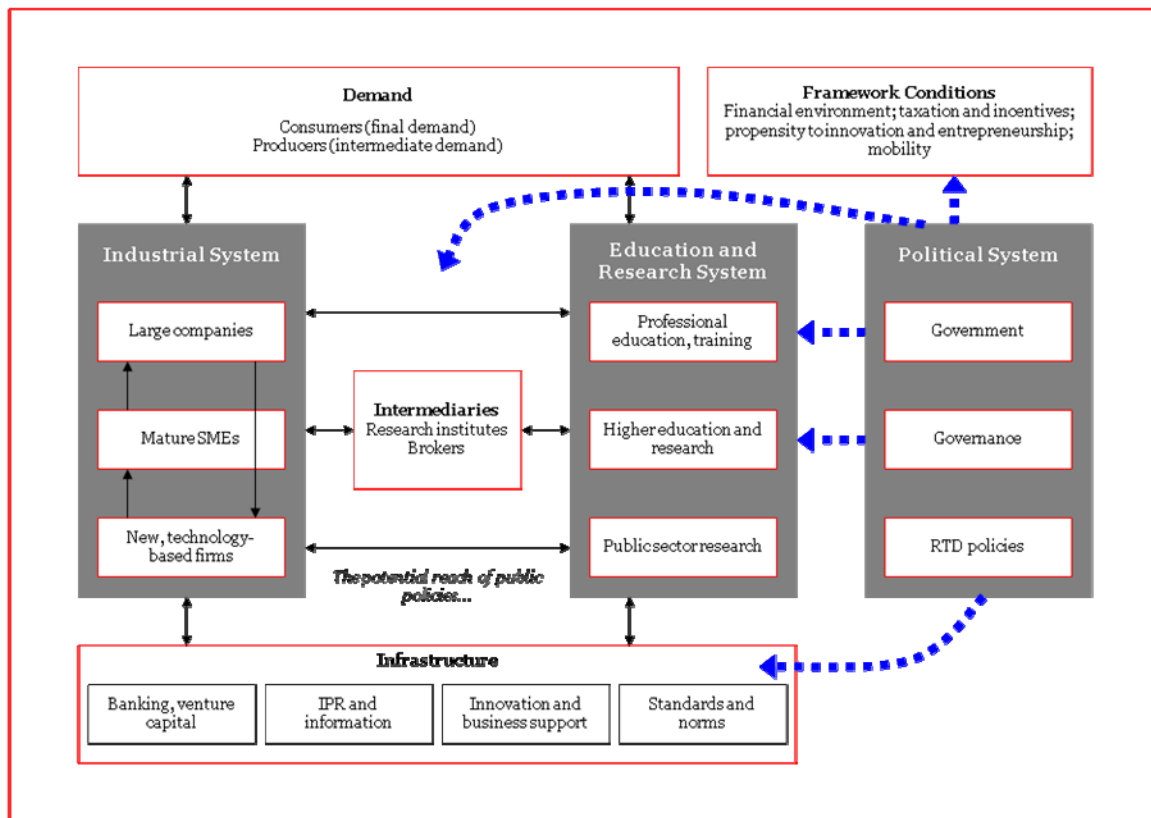 Demand
Consumers (final demand)
Producers (intermediate demand)
Framework Conditions
Financial environment; taxation and incentives;
propensity to innovation and entrepreneurship;
mobility
Industrial System
Large companies
Mature SMEs
New, technology-
based firms
Intermediaries
Research institutes
Brokers
The potential reach of public
policies...
Education and
Research System
Professional
education, training
Higher education and
research
Public sector research
Political System
Government
Governance
RTD policies
Infrastructure
Banking, venture
capital
IPR and
information
Innovation and
business support
Standards and
norms